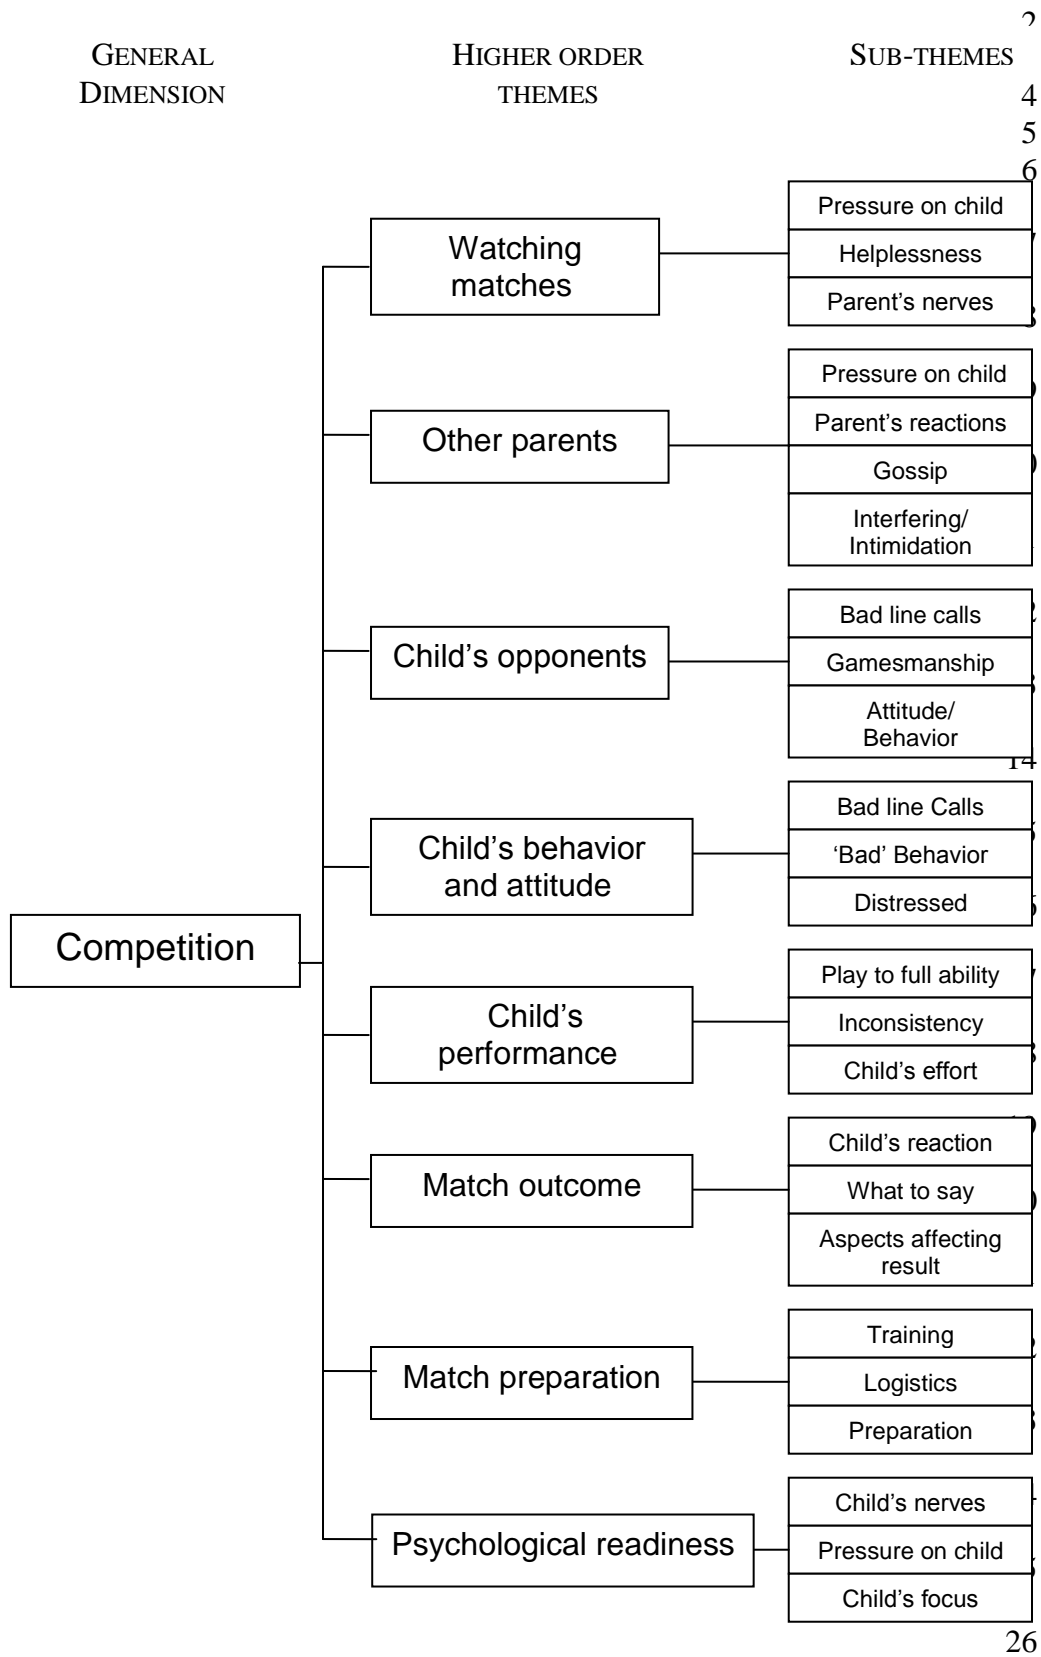 2
GENERAL
DIMENSION
HIGHER ORDER
THEMES
SUB-THEMES
4
5
6
Watching
matches
Pressure on child
Helplessness
Parent's nerves
Other parents
Pressure on child
Parent's reactions
Gossip
Interfering/
Intimidation
Child's opponents
Bad line calls
Gamesmanship
Attitude/
Behavior
14
Child's behavior
and attitude
Bad line Calls
‘Bad’ Behavior
Distressed
Competition
Child's
performance
Play to full ability
Inconsistency
Child's effort
Match outcome
Child's reaction
What to say
Aspects affecting
result
Match preparation
Training
Logistics
Preparation
Psychological readiness
Child's nerves
Pressure on child
Child's focus
26